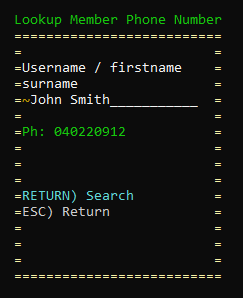 Lookup Member Phone Number
==========================
=                        =
=Username / firstname    =
=surname                 =
=~John Smith___________  =
=                        =
=Ph: 040220912           =
=                        =
=                        =
=                        =
=RETURN) Search          =
=ESC) Return             =
=                        =
=                        =
=                        =
==========================